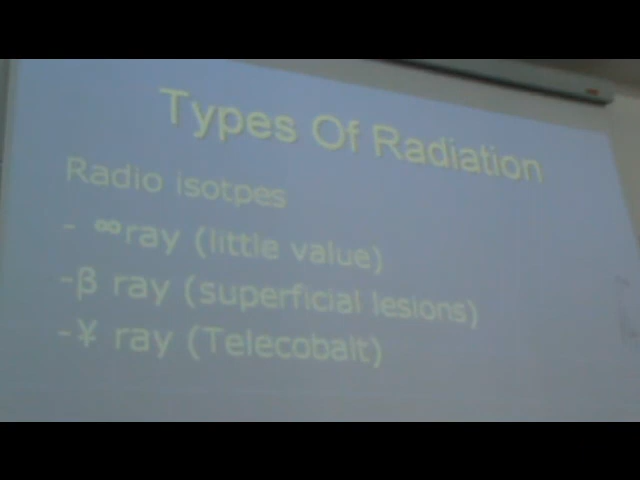 Types Of Radiation
Radio isotpes
- ∞ray (little value)
-β ray (superficial lesions)
-¥ ray (Telecobalt)